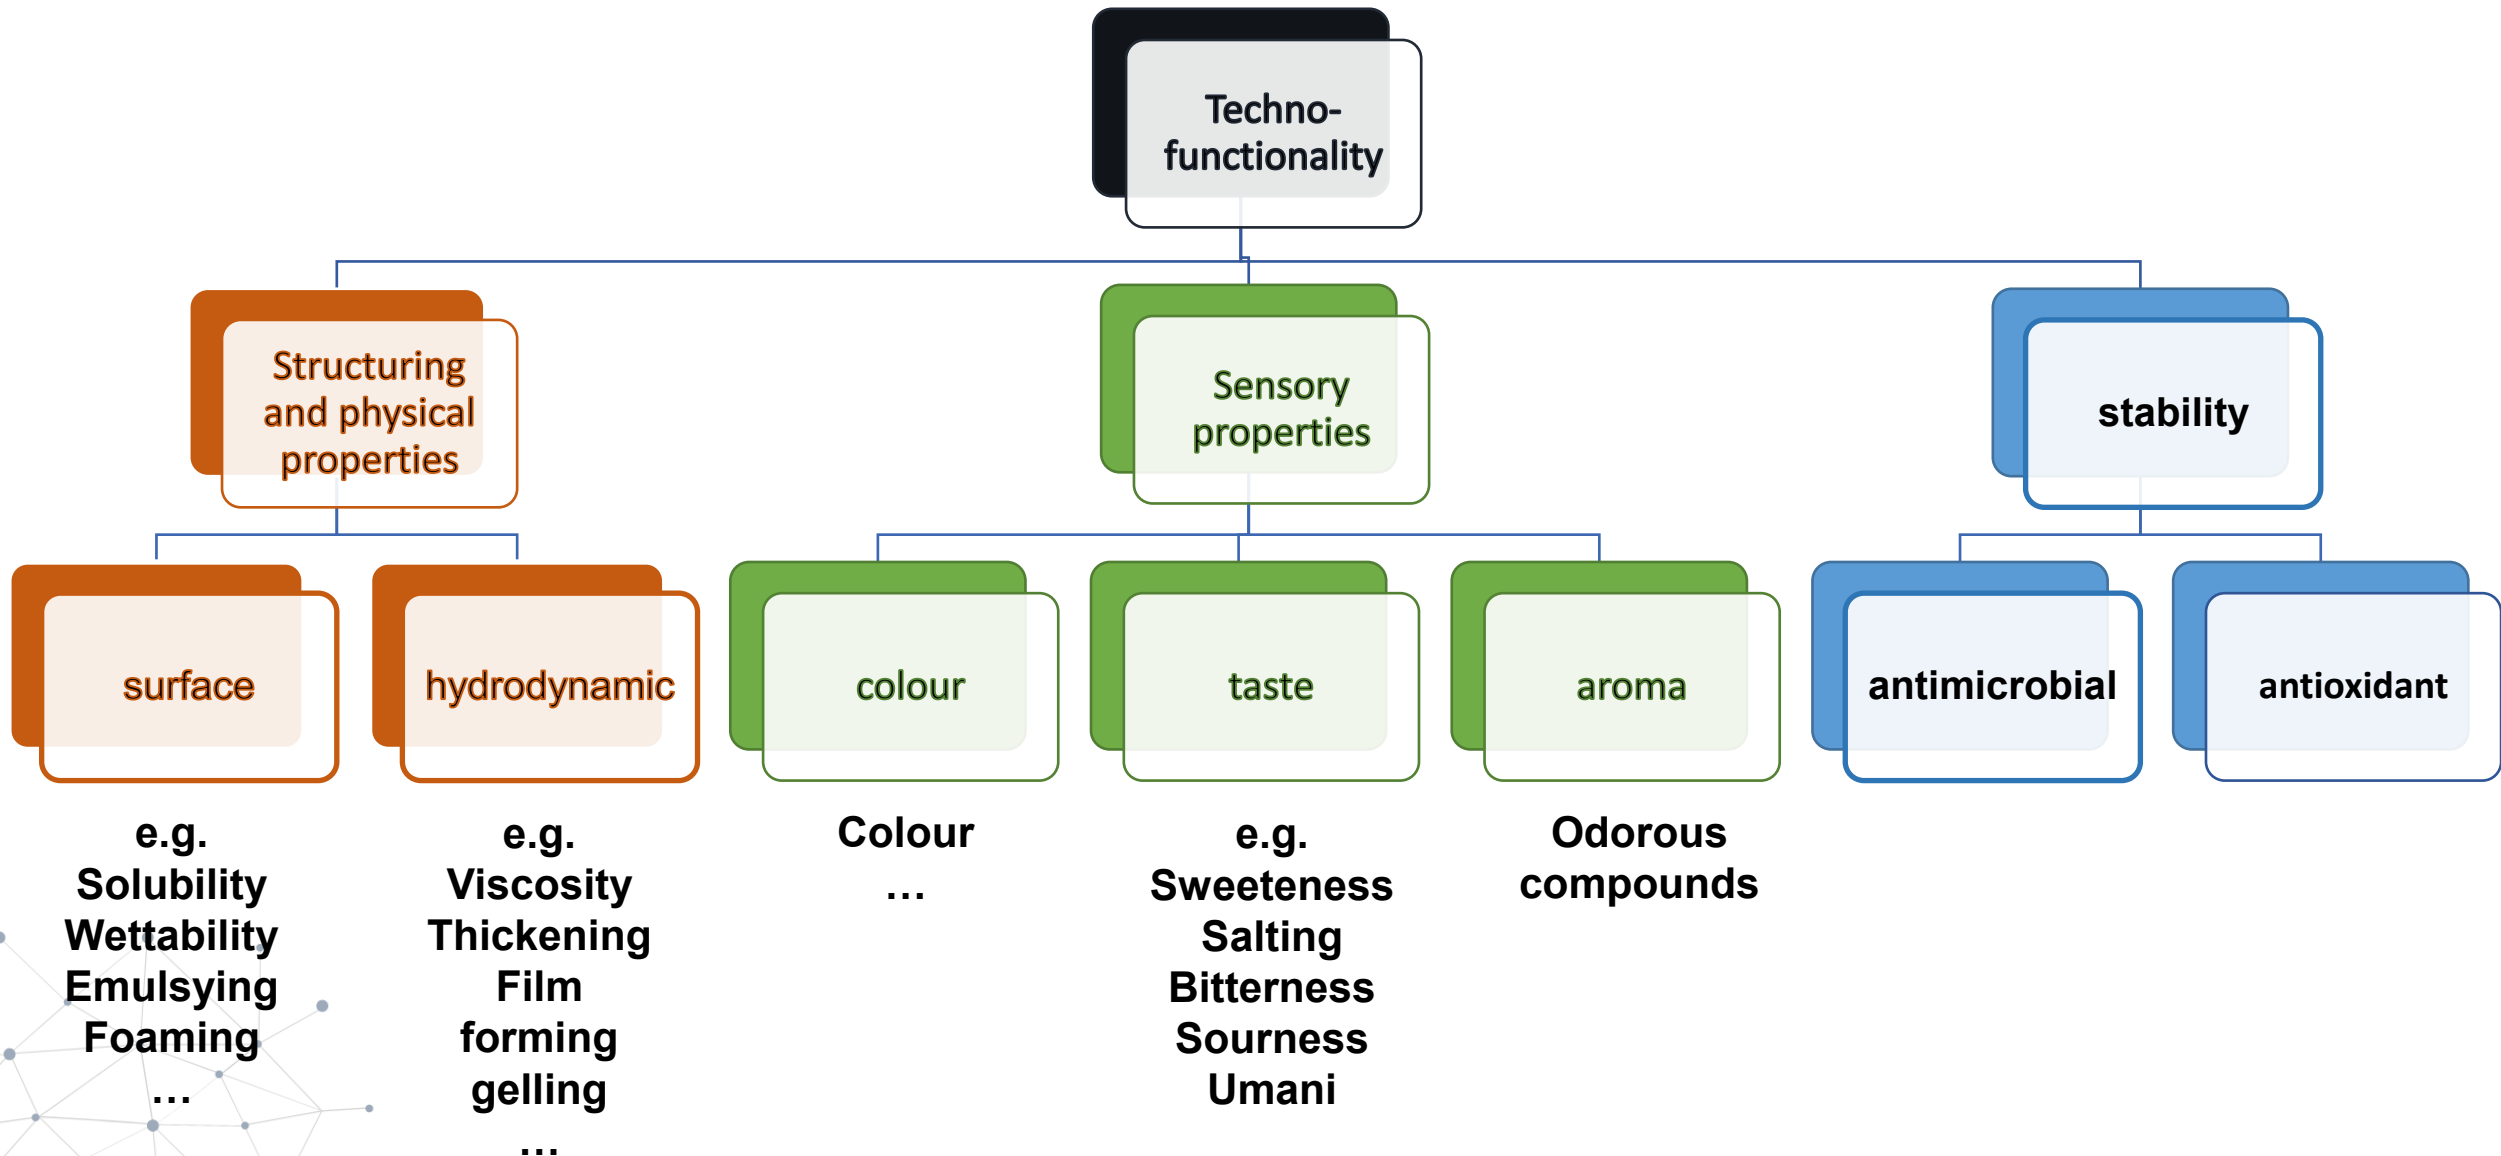 Techno-
functionality
Structuring
and physical
properties
Sensory
properties
stability
surface
hydrodynamic
colour
taste
aroma
antimicrobial
antioxidant
e.g.
Solubility
Wettability
Emulsying
Foaming
...
e.g.
Viscosity
Thickening
Film
forming
gelling
...
Colour
...
e.g.
Sweeteness
Salting
Bitterness
Sourness
Umani
Odorous
compounds